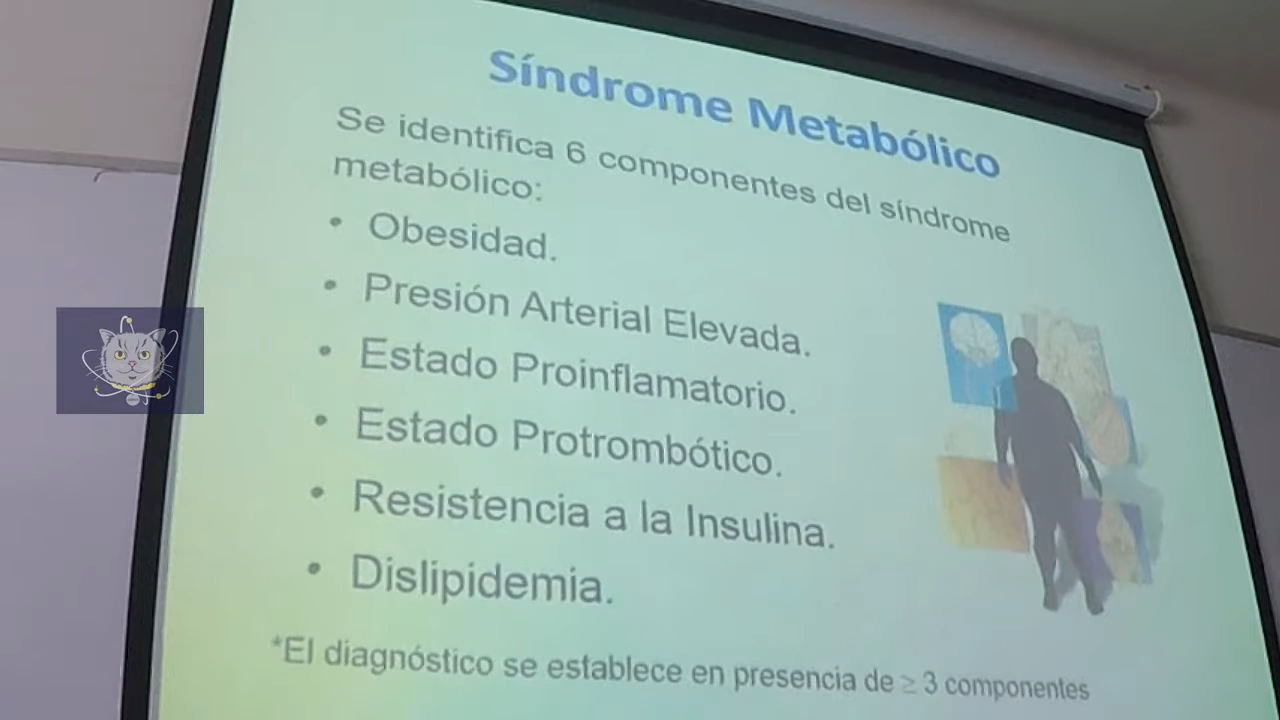 Síndrome Metabólico
Se identifica 6 componentes del síndrome
metabólico:
• Obesidad.
• Presión Arterial Elevada.
• Estado Proinflamatorio.
• Estado Protrombótico.
• Resistencia a la Insulina.
• Dislipidemia.
*El diagnóstico se establece en presencia de ≥ 3 componentes